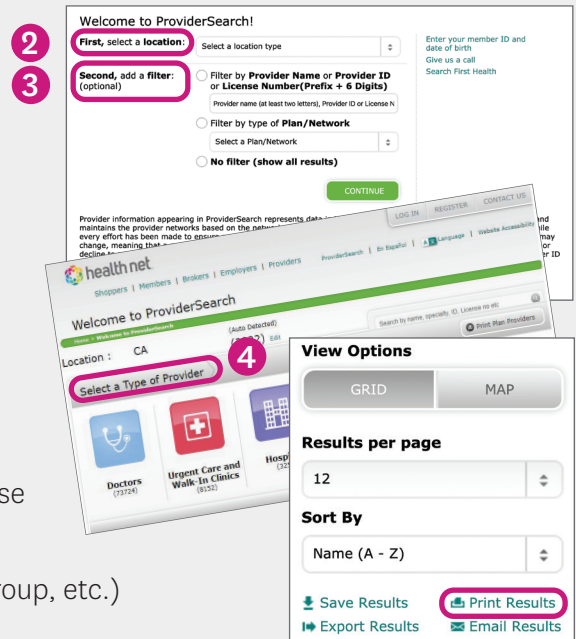 Welcome to ProviderSearch!
2
First, select a location:
Select a location type
Enter your member ID and
date of birth
Give us a call
Search First Health
3
Second, add a filter:
(optional)
Filter by Provider Name or Provider ID
or License Number(Prefix + 6 Digits)
Provider name (at least two letters), Provider ID or License N
Filter by type of Plan/Network
Select a Plan/Network
No filter (show all results)
CONTINUE
Provider information appearing in ProviderSearch represents
maintains the provider networks based on the
every effort has been made to
change, meaning that
LOG IN REGISTER CONTACT US
health net
Shoppers | Members | Brokers | Employers | Providers
ProviderSearch | En Español | Language | Website Accessibility
Welcome to ProviderSearch
Home > Welcome to ProviderSearch
Location : CA
(Auto Detected)
Edit
Search by name, specialty, ID, License no etc
Print Plan Providers
4
Select a Type of Provider
Doctors
(73724)
Urgent Care and
Walk-In Clinics
(8152)
View Options
GRID
MAP
Results per page
12
Sort By
Name (A - Z)
Save Results
Print Results
Export Results
Email Results
se
roup, etc.)